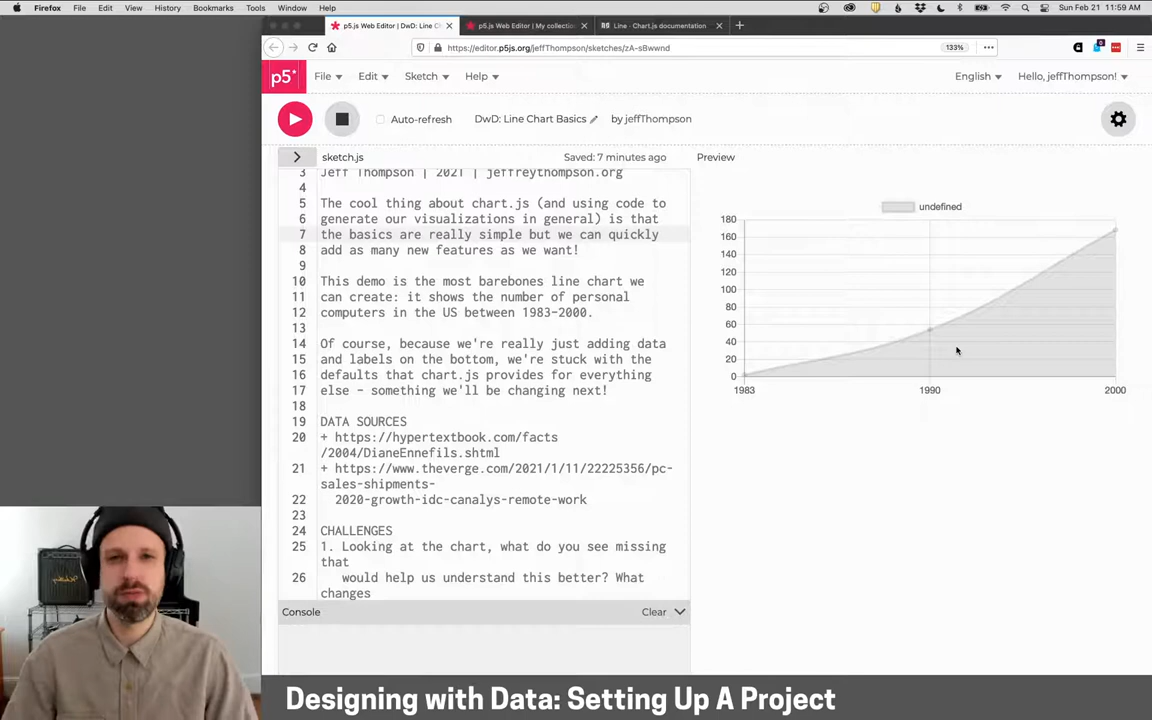 Firefox File Edit View History Bookmarks Tools Window Help Sun Feb 21 11:59 AM
p5.js Web Editor | DwD: Line Ch p5.js Web Editor | My collectio Line · Chart.js documentation
https://editor.p5js.org/jeffThompson/sketches/zA-sBwwnd 133%
p5* File Edit Sketch Help English Hello, jeffThompson!
Auto-refresh DwD: Line Chart Basics by jeffThompson
sketch.js Saved: 7 minutes ago Preview
3 Jeff Thompson | 2021 | jeffreythompson.org
4
5 The cool thing about chart.js (and using code to
6 generate our visualizations in general) is that
7 the basics are really simple but we can quickly
8 add as many new features as we want!
9
10 This demo is the most barebones line chart we
11 can create: it shows the number of personal
12 computers in the US between 1983-2000.
13
14 Of course, because we're really just adding data
15 and labels on the bottom, we're stuck with the
16 defaults that chart.js provides for everything
17 else - something we'll be changing next!
18
19 DATA SOURCES
20 + https://hypertextbook.com/facts
/2004/DianeEnnefils.shtml
21 + https://www.theverge.com/2021/1/11/22225356/pc-
sales-shipments-
22 2020-growth-idc-canalys-remote-work
23
24 CHALLENGES
25 1. Looking at the chart, what do you see missing
that
26 would help us understand this better? What
changes
Console Clear
undefined
180
160
140
120
100
80
60
40
20
0
1983 1990 2000
Designing with Data: Setting Up A Project